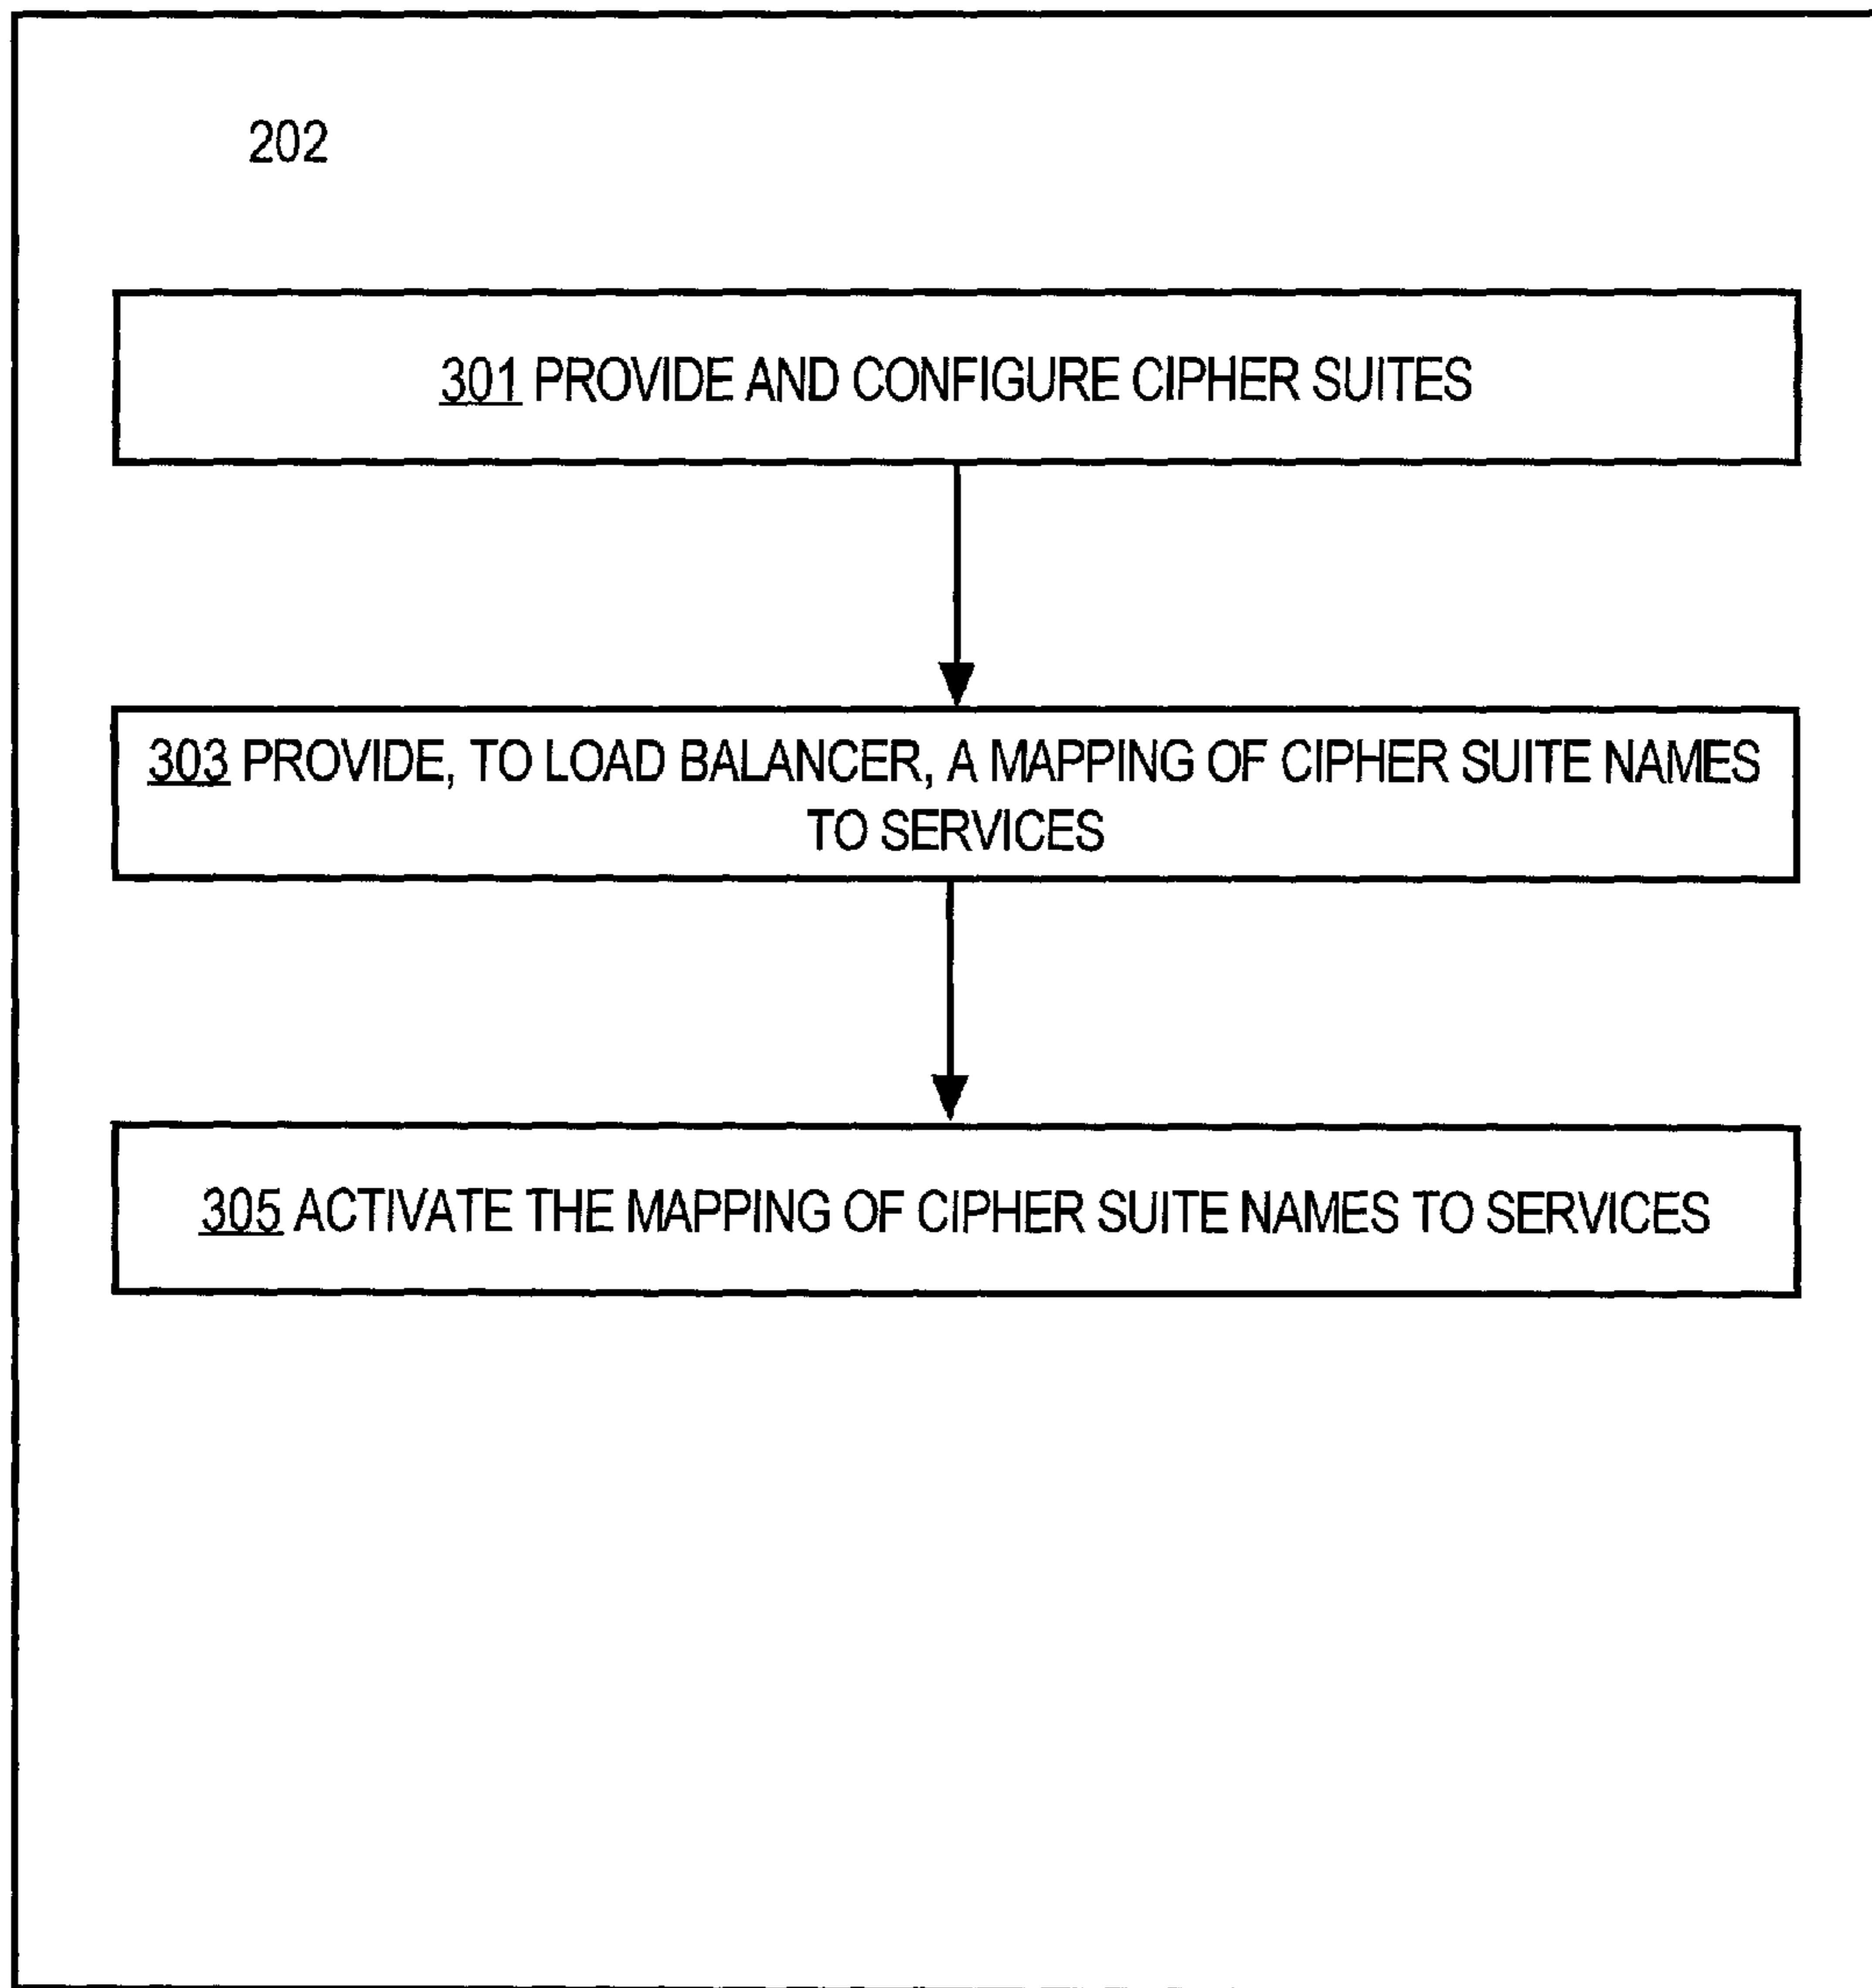 202
301 PROVIDE AND CONFIGURE CIPHER SUITES
303 PROVIDE, TO LOAD BALANCER, A MAPPING OF CIPHER SUITE NAMES
TO SERVICES
305 ACTIVATE THE MAPPING OF CIPHER SUITE NAMES TO SERVICES